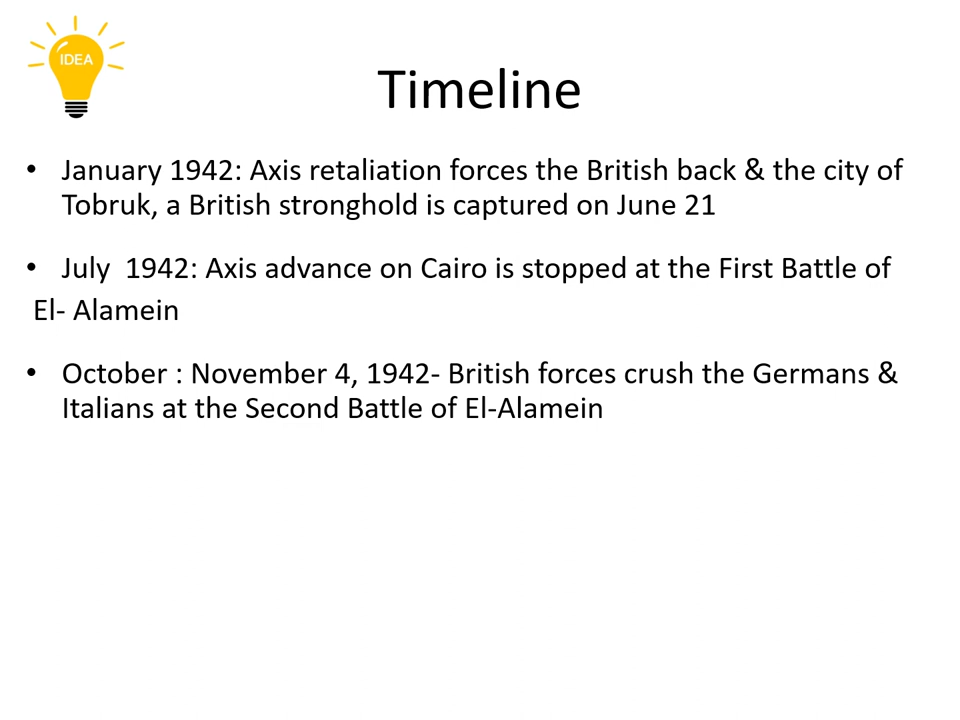 IDEA
Timeline
• January 1942: Axis retaliation forces the British back & the city of
Tobruk, a British stronghold is captured on June 21
• July  1942: Axis advance on Cairo is stopped at the First Battle of
El- Alamein
• October : November 4, 1942- British forces crush the Germans &
Italians at the Second Battle of El-Alamein